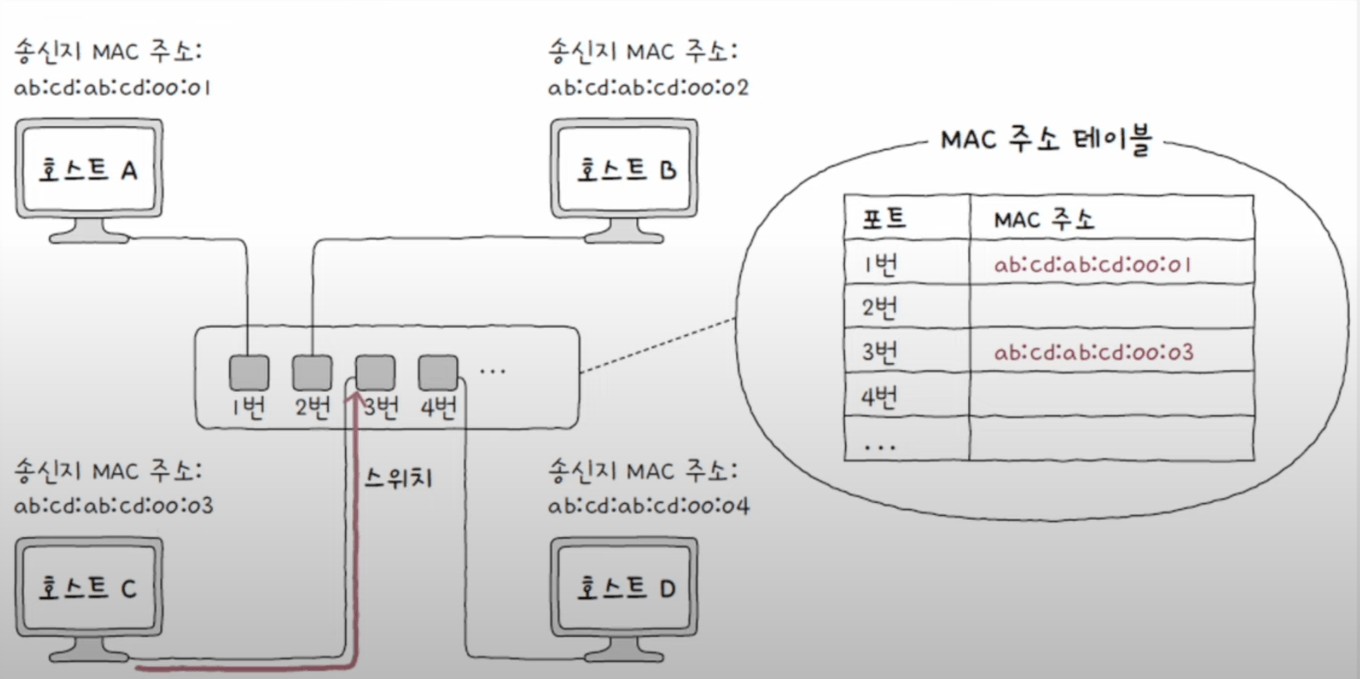 송신지 MAC 주소:
ab:cd:ab:cd:00:01
송신지 MAC 주소:
ab:cd:ab:cd:00:02
호스트 A
호스트 B
MAC 주소 테이블
포트
MAC 주소
1번
ab:cd:ab:cd:00:01
2번
3번
ab:cd:ab:cd:00:03
4번
...
1번
2번
3번
4번
...
스위치
송신지 MAC 주소:
ab:cd:ab:cd:00:03
송신지 MAC 주소:
ab:cd:ab:cd:00:04
호스트 C
호스트 D